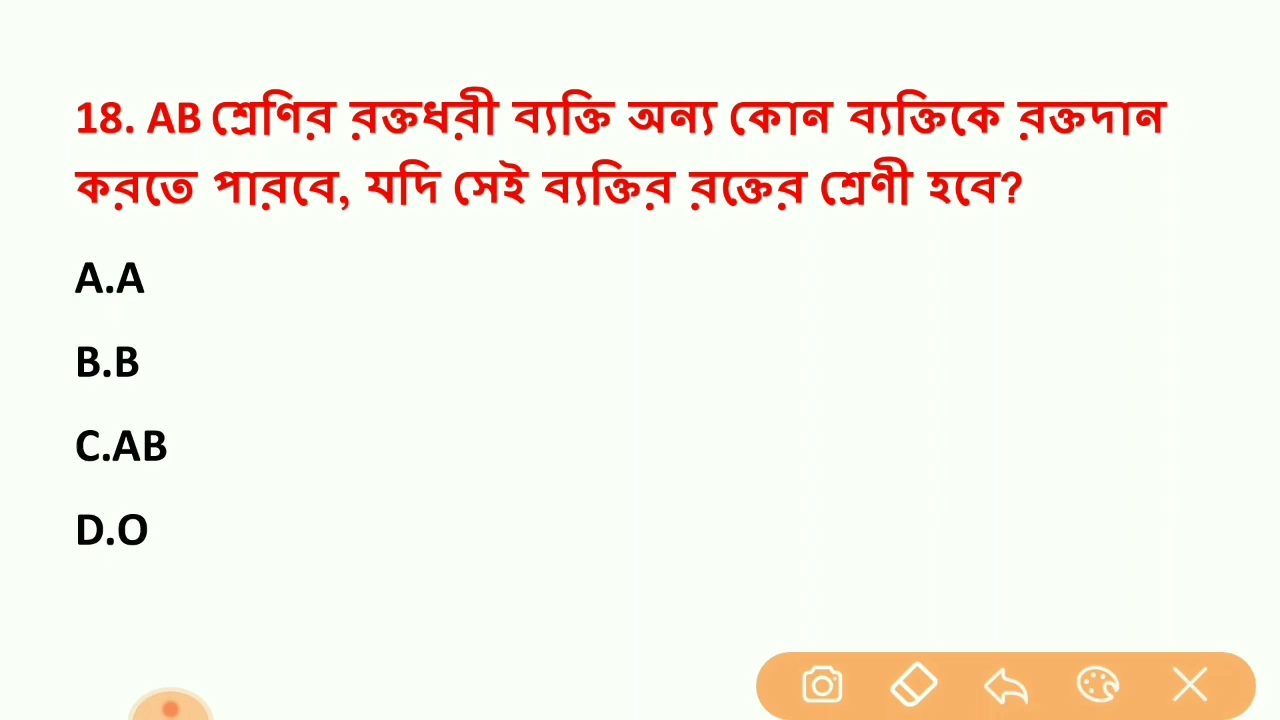 18. AB শ্রেণির রক্তধরী ব্যক্তি অন্য কোন ব্যক্তিকে রক্তদান
করতে পারবে, যদি সেই ব্যক্তির রক্তের শ্রেণী হবে?
A.A
B.B
C.AB
D.O